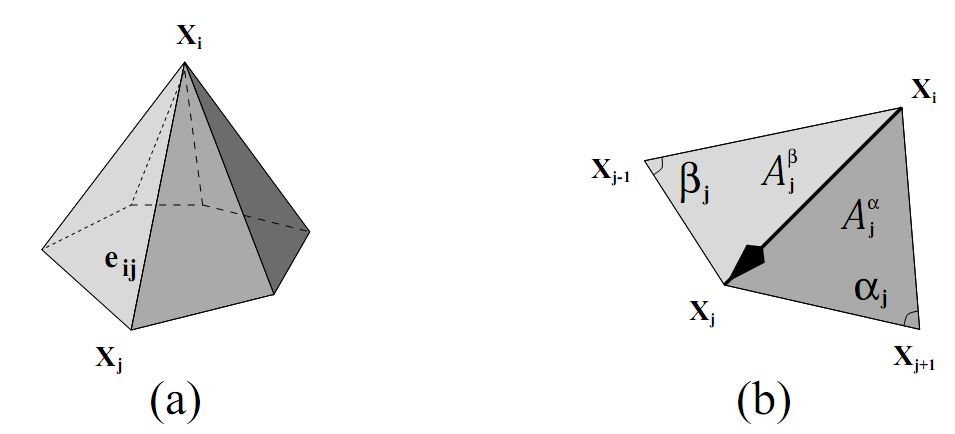 X_i
e_ij
X_j
(a)
X_i
X_j-1
β_j
A_j^β
A_j^α
α_j
X_j
X_j+1
(b)